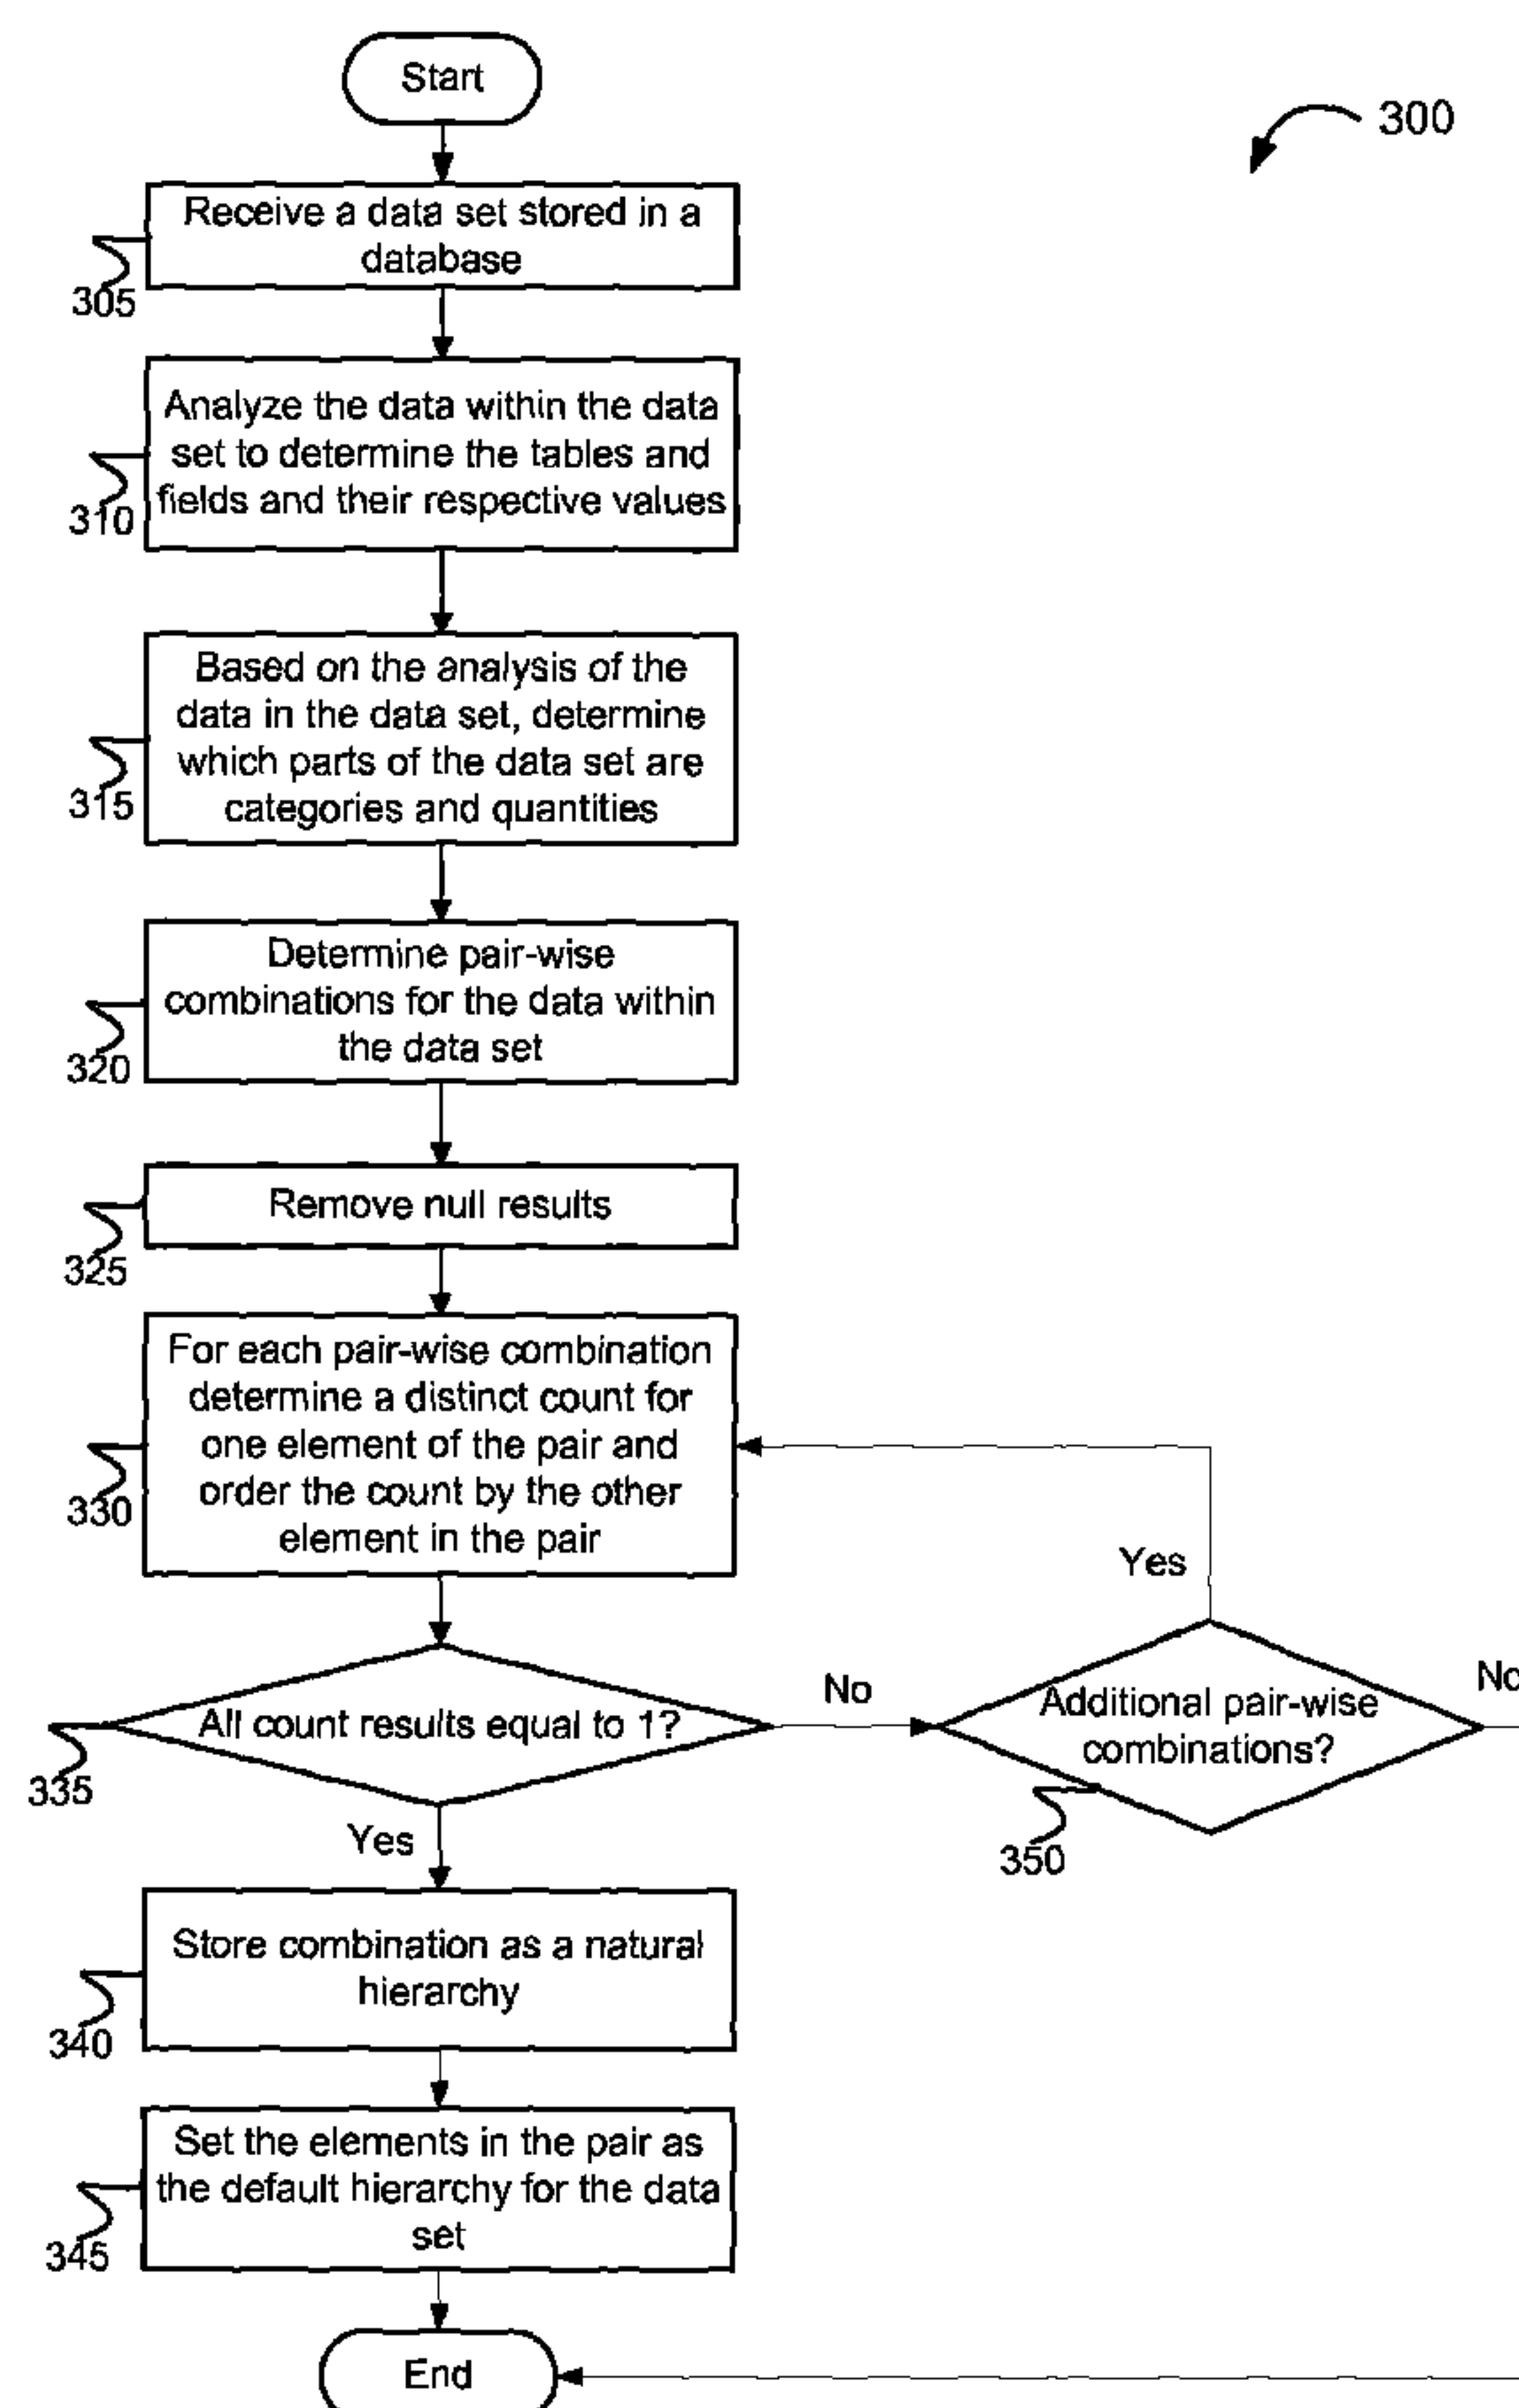 Start
300
Receive a data set stored in a
database
305
Analyze the data within the data
set to determine the tables and
fields and their respective values
310
Based on the analysis of the
data in the data set, determine
which parts of the data set are
categories and quantities
315
Determine pair-wise
combinations for the data within
the data set
320
Remove null results
325
For each pair-wise combination
determine a distinct count for
one element of the pair and
order the count by the other
element in the pair
330
Yes
All count results equal to 1?
335
No
Additional pair-wise
combinations?
350
No
Yes
Store combination as a natural
hierarchy
340
Set the elements in the pair as
the default hierarchy for the data
set
345
End